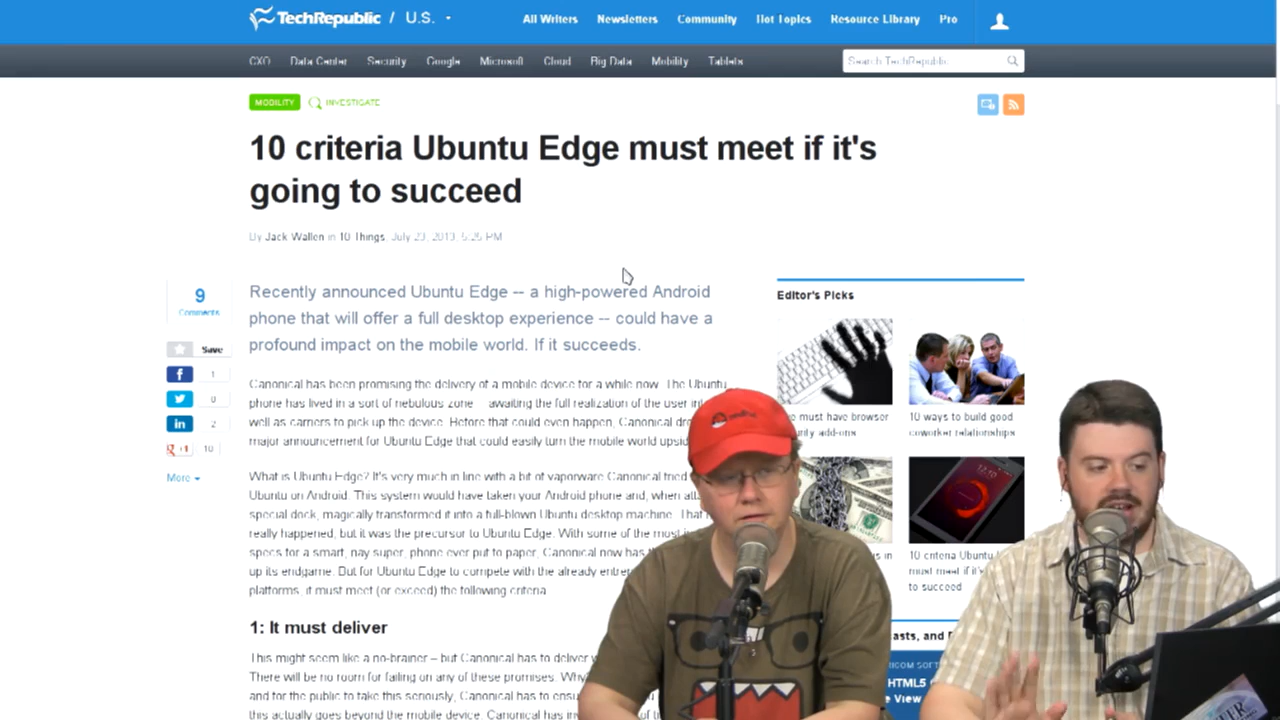 TechRepublic / U.S.
All Writers Newsletters Community Hot Topics Resource Library Pro
CXO Data Center Security Google Microsoft Cloud Big Data Mobility Tablets
Search TechRepublic
MOBILITY INVESTIGATE
10 criteria Ubuntu Edge must meet if it's
going to succeed
By Jack Wallen in 10 Things, July 23, 2013, 5:25 PM
9
Comments
Save
1
0
2
+1 10
More
Recently announced Ubuntu Edge -- a high-powered Android
phone that will offer a full desktop experience -- could have a
profound impact on the mobile world. If it succeeds.
Canonical has been promising the delivery of a mobile device for a while now. The Ubuntu
phone has lived in a sort of nebulous zone awaiting the full realization of the user
well as carriers to pick up the device. Before that could even happen, Canonical
major announcement for Ubuntu Edge that could easily turn the mobile world
What is Ubuntu Edge? It's very much in line with a bit of vaporware Canonical tried
Ubuntu on Android. This system would have taken your Android phone and, when
special dock, magically transformed it into a full-blown Ubuntu desktop machine. That
really happened, but it was the precursor to Ubuntu Edge. With some of the most
specs for a smart, nay super, phone ever put to paper, Canonical now has
up its endgame. But for Ubuntu Edge to compete with the already
platforms, it must meet (or exceed) the following criteria
1: It must deliver
This might seem like a no-brainer – but Canonical has to deliver
There will be no room for failing on any of these promises. Why?
and for the public to take this seriously, Canonical has to
this actually goes beyond the mobile device. Canonical has
Editor's Picks
must have browser
add-ons
10 ways to build good
coworker relationships
in
10 criteria Ubuntu
must meet if it's
to succeed
and
HTML5
View